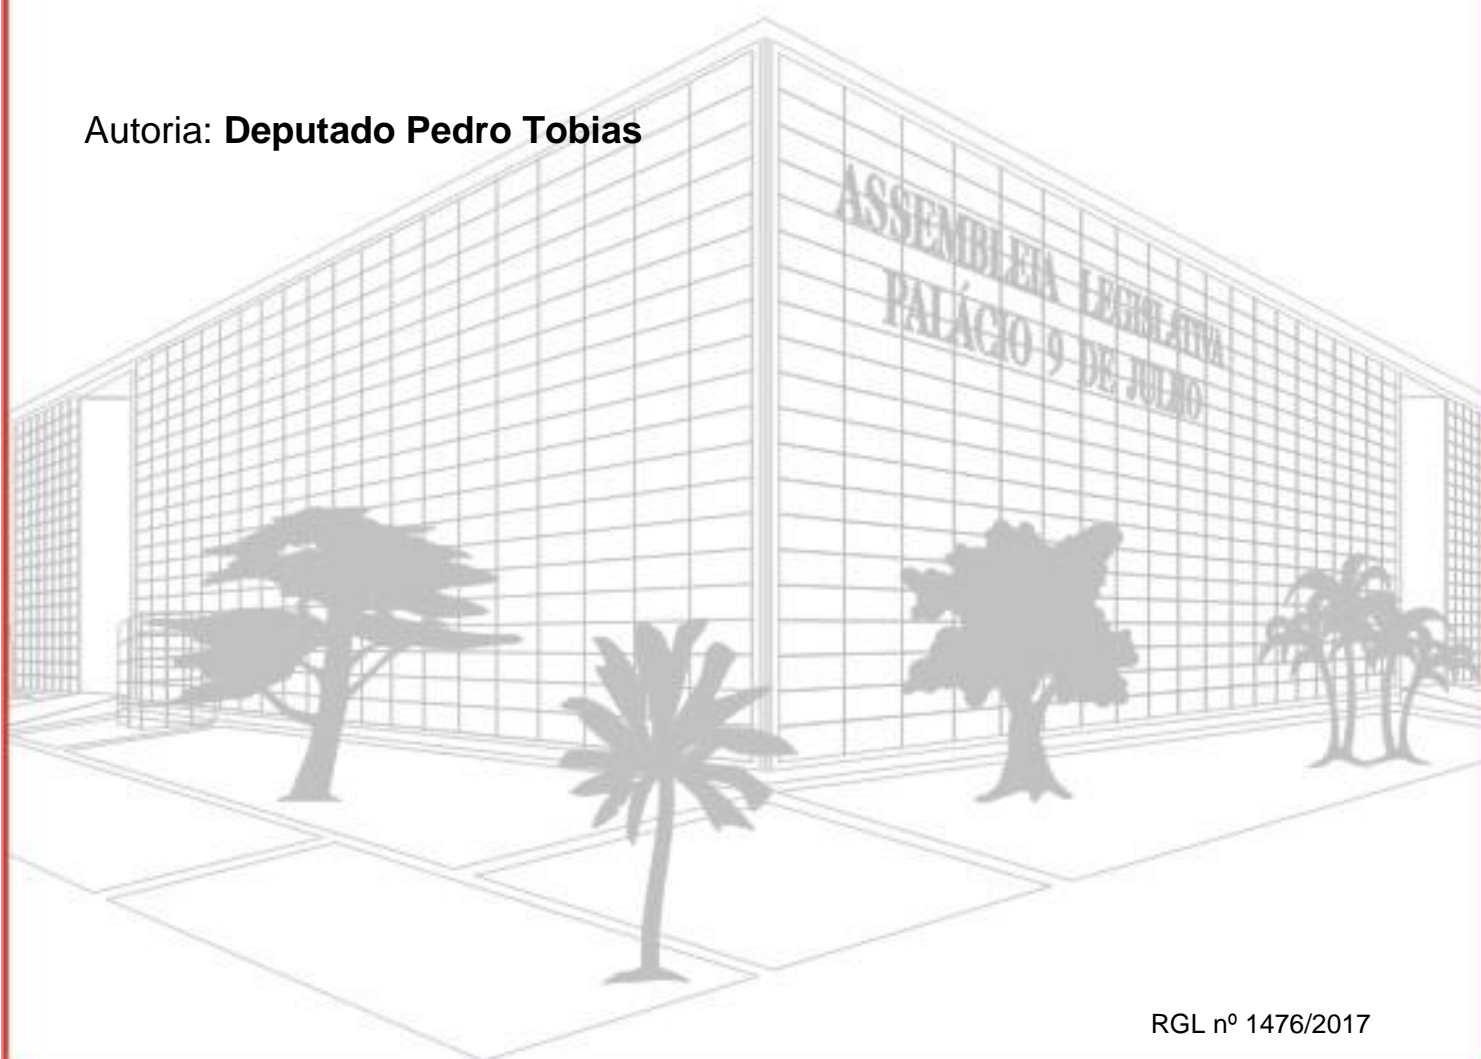 Autoria: Deputado Pedro Tobias
ASSEMBLEIA LEGISLATIVA
PALÁCIO 9 DE JULHO
RGL nº 1476/2017